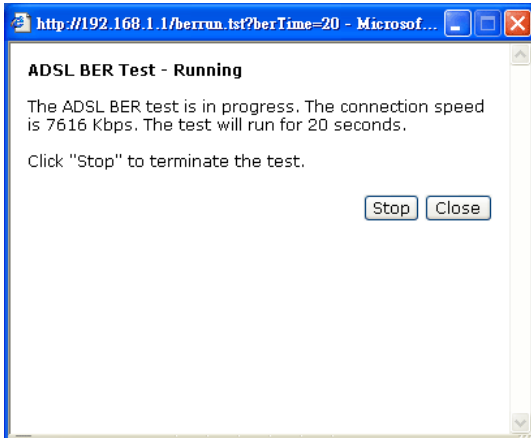 http://192.168.1.1/berrun.tst?berTime=20 - Microsof...
ADSL BER Test - Running
The ADSL BER test is in progress. The connection speed
is 7616 Kbps. The test will run for 20 seconds.
Click "Stop" to terminate the test.
Stop Close